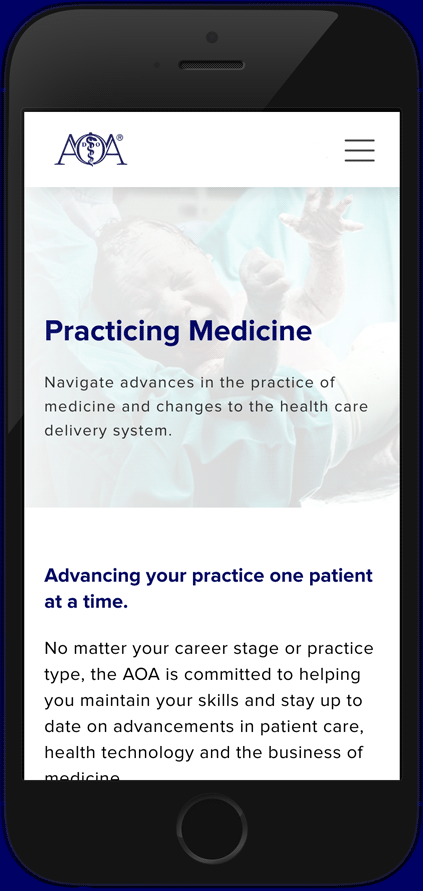 AOA®
D O
Practicing Medicine
Navigate advances in the practice of
medicine and changes to the health care
delivery system.
Advancing your practice one patient
at a time.
No matter your career stage or practice
type, the AOA is committed to helping
you maintain your skills and stay up to
date on advancements in patient care,
health technology and the business of
medicine